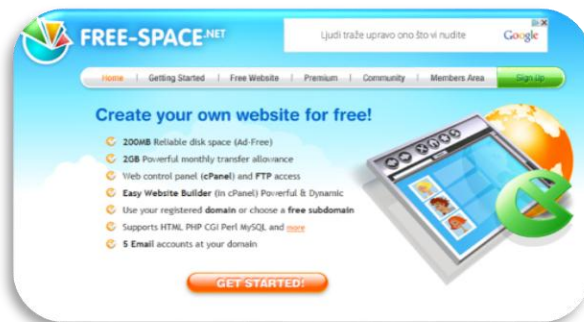 FREE-SPACE.NET
Ljudi traže upravo ono što vi nudite
Google
Home | Getting Started | Free Website | Premium | Community | Members Area | Sign Up
Create your own website for free!
200MB Reliable disk space (Ad-Free)
2GB Powerful monthly transfer allowance
Web control panel (cPanel) and FTP access
Easy Website Builder (in cPanel) Powerful & Dynamic
Use your registered domain or choose a free subdomain
Supports HTML PHP CGI Perl MySQL and more
5 Email accounts at your domain
GET STARTED!